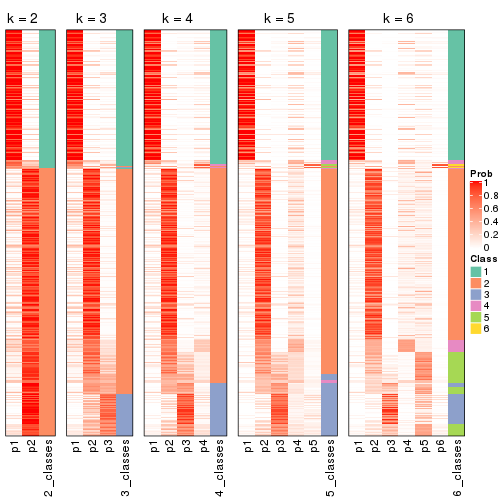 k = 2
k = 3
k = 4
k = 5
k = 6
Prob
1
0.8
0.6
0.4
0.2
0
Class
1
2
3
4
5
6
p1
p2
2_classes
p1
p2
p3
3_classes
p1
p2
p3
p4
4_classes
p1
p2
p3
p4
p5
5_classes
p1
p2
p3
p4
p5
p6
6_classes